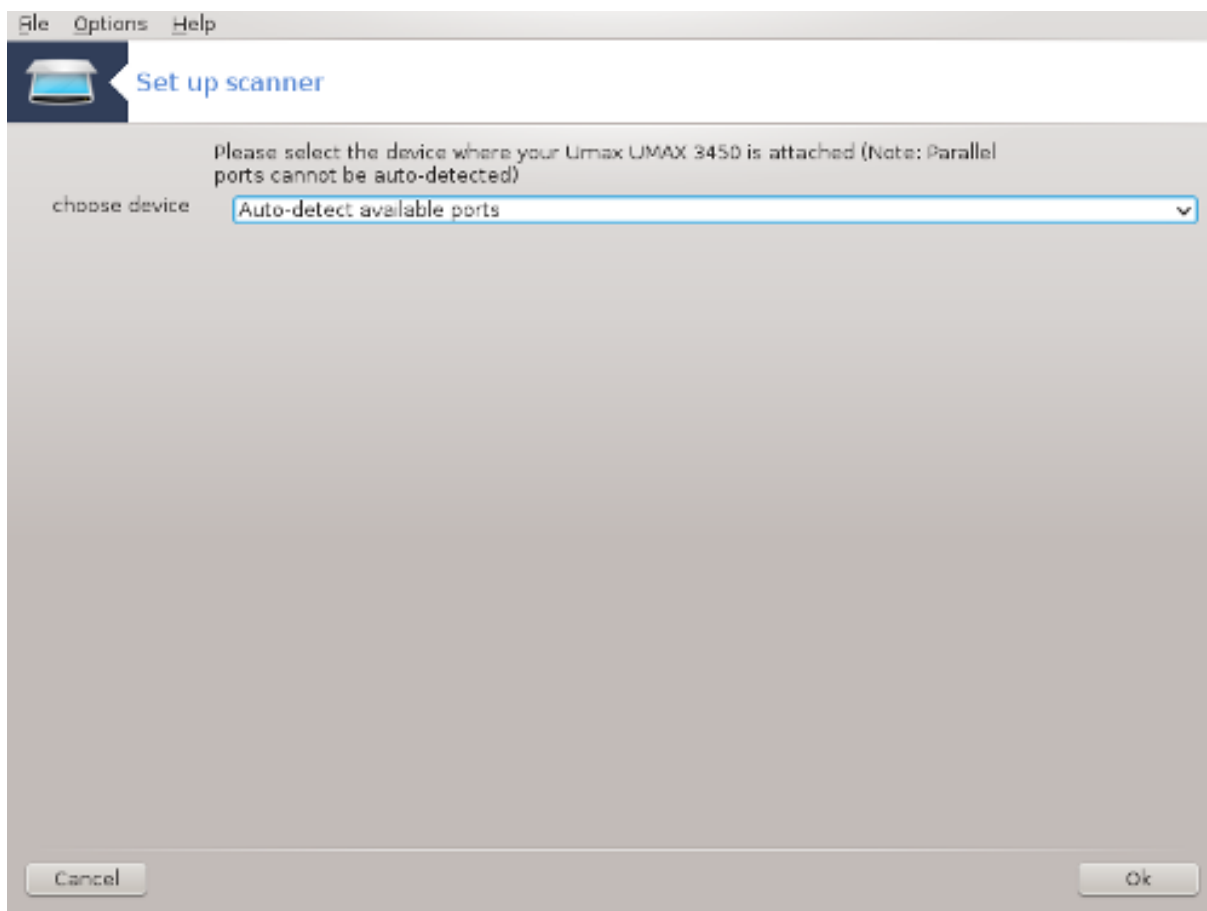 File Options Help
Set up scanner
Please select the device where your Umax UMAX 3450 is attached (Note: Parallel
ports cannot be auto-detected)
choose device
Auto-detect available ports
Cancel
Ok